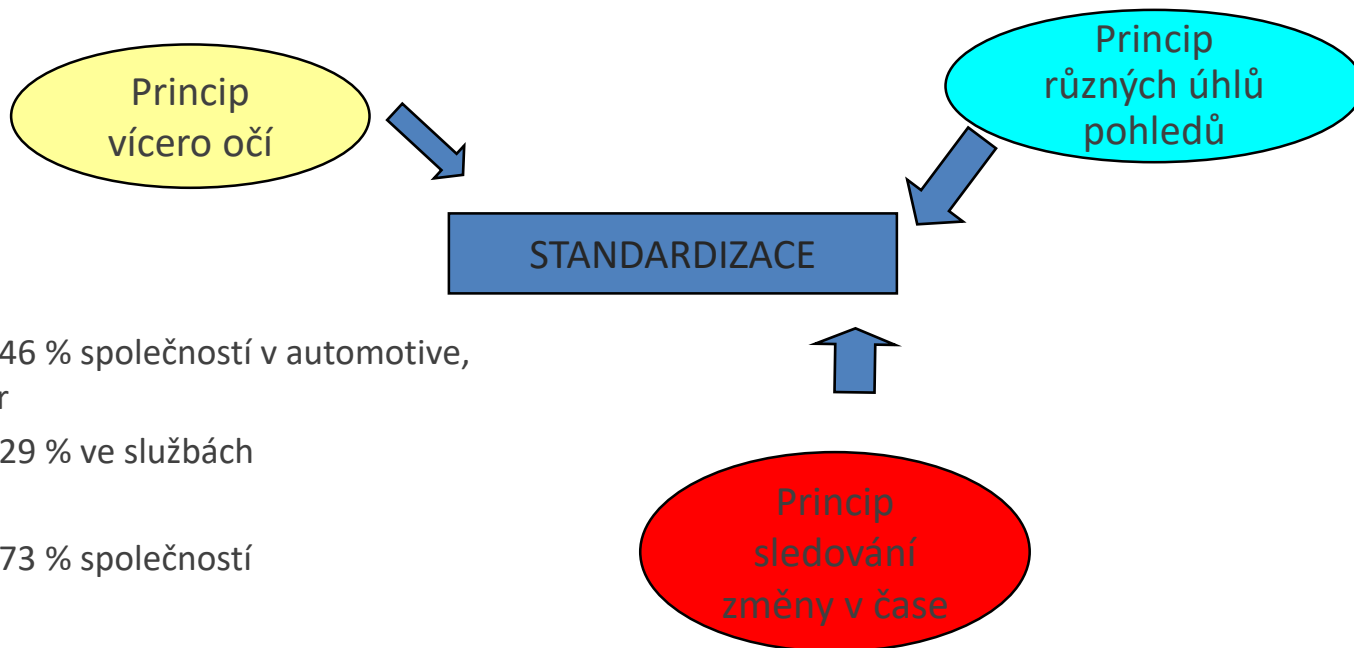 Princip
vícero očí
Princip
různých úhlů
pohledů
STANDARDIZACE
46 % společností v automotive,
r
29 % ve službách
73 % společností
Princip
sledování
změny v čase